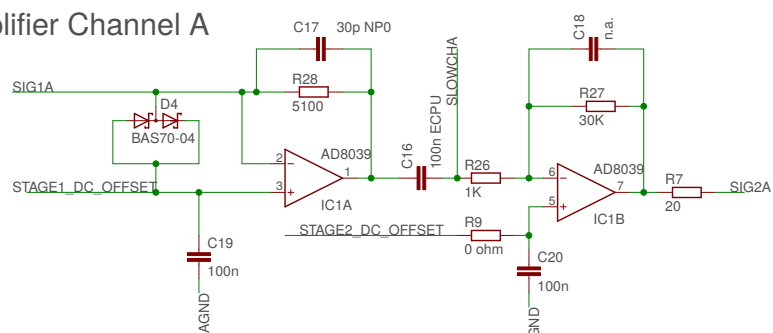 plifier Channel A
C17 30p NP0
C18
n.a.
SIG1A
R28
5100
SLOWCHA
R27
30K
D4
BAS70-04
C16
100n ECPU
AD8039
2
1
3
IC1A
R26
1K
AD8039
6
7
5
IC1B
R7
20
SIG2A
STAGE1_DC_OFFSET
STAGE2_DC_OFFSET
R9
0 ohm
C19
100n
AGND
C20
100n
GND